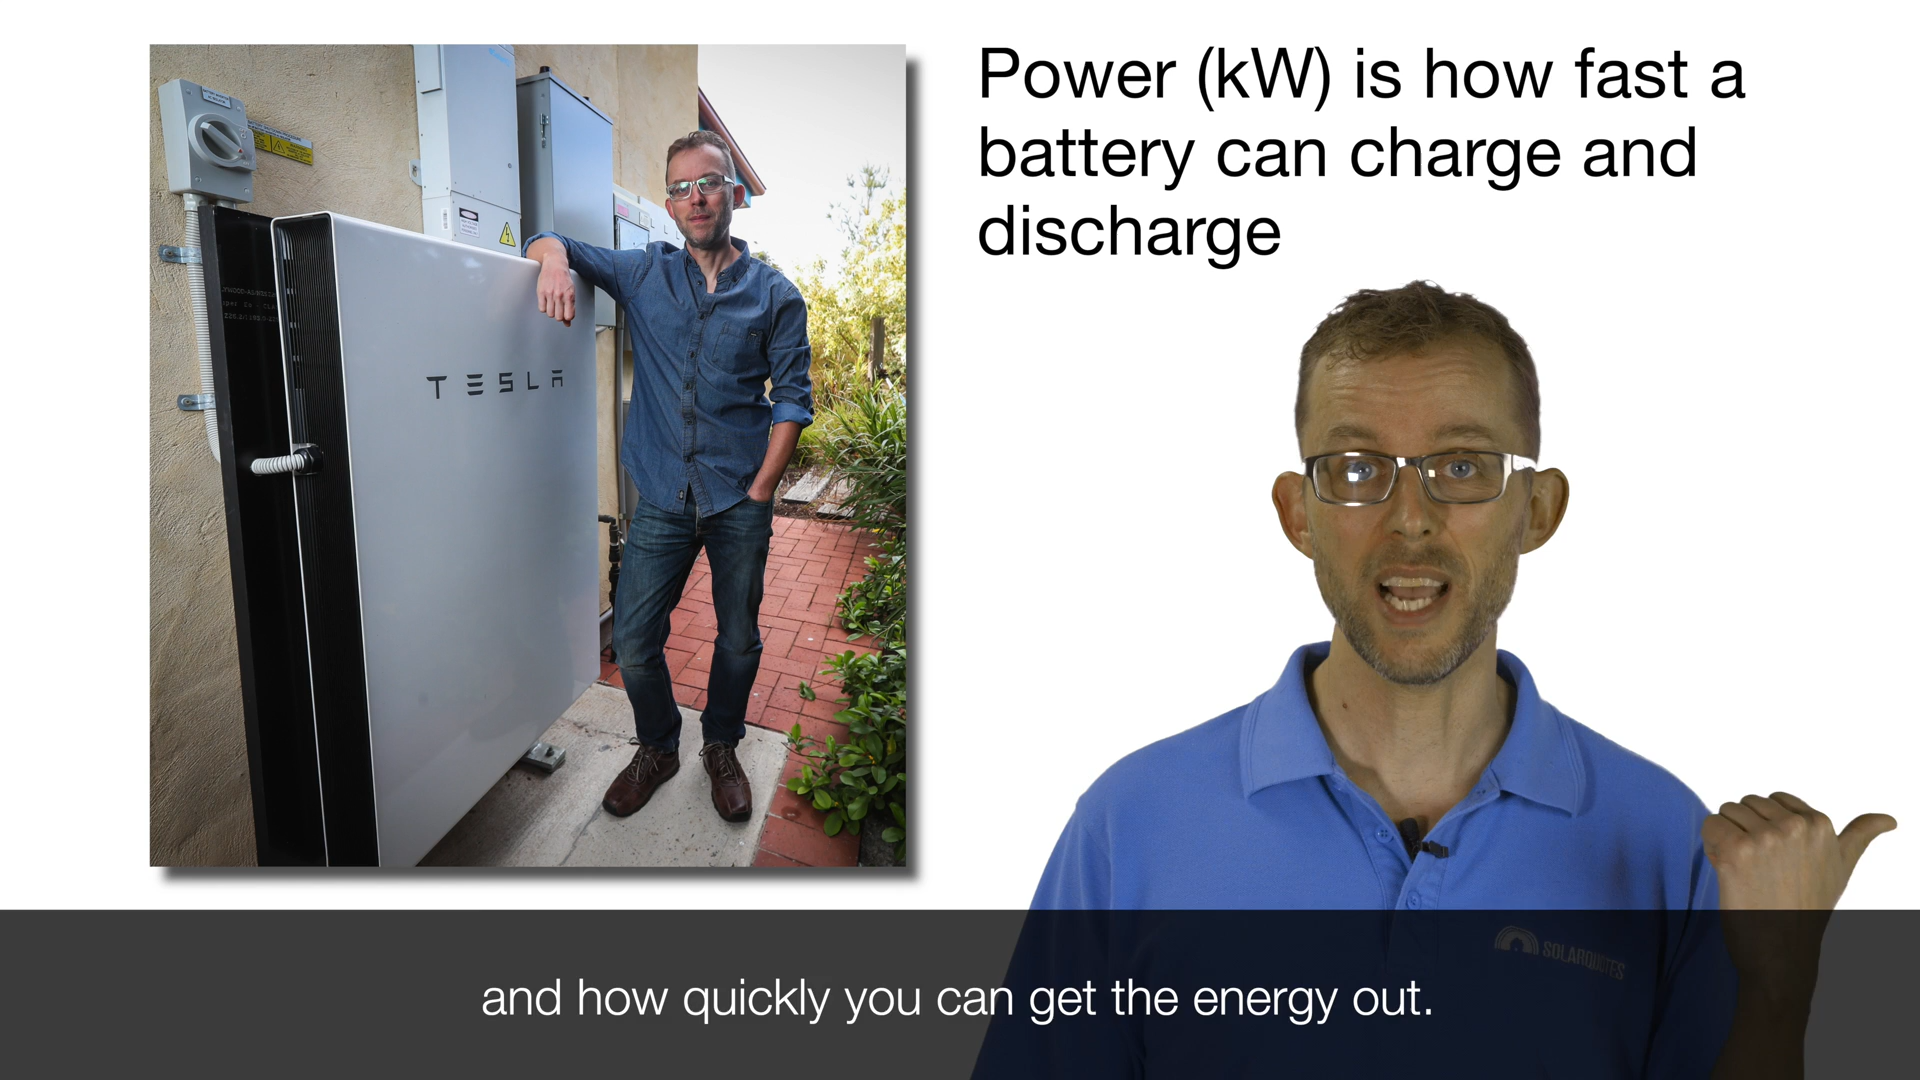 Power (kW) is how fast a
battery can charge and
discharge
TESLA
SOLARQUOTES
and how quickly you can get the energy out.